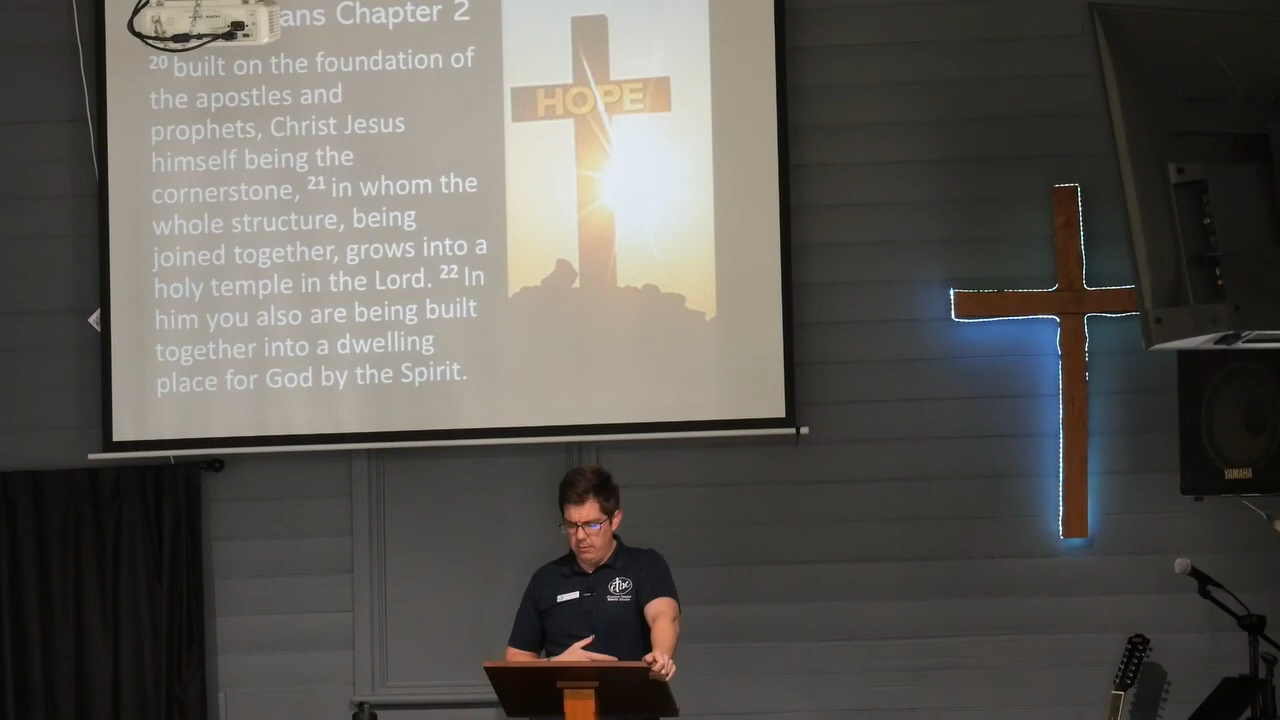 ans Chapter 2
20 built on the foundation of
the apostles and
prophets, Christ Jesus
himself being the
cornerstone, 21 in whom the
whole structure, being
joined together, grows into a
holy temple in the Lord. 22 In
him you also are being built
together into a dwelling
place for God by the Spirit.
HOPE
YAMAHA